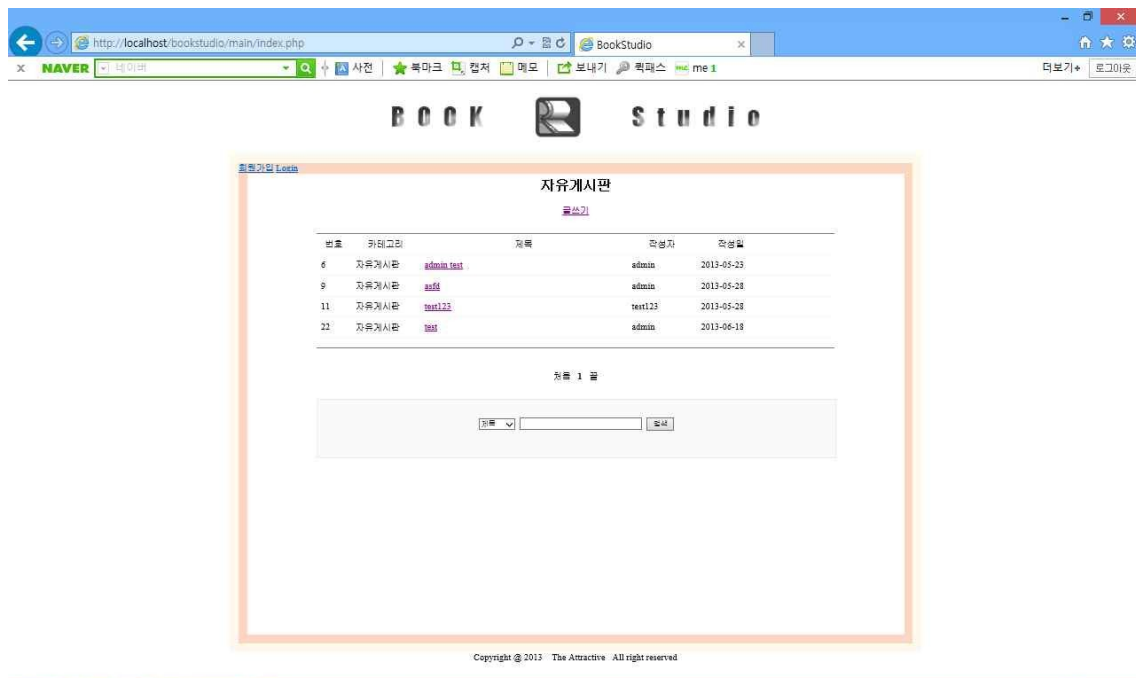 http://localhost/bookstudio/main/index.php
BookStudio
X NAVER 네이버 사전 북마크 캡처 메모 보내기 퀵패스 me me 1 더보기+ 로그아웃
BOOK Studio
회원가입 Login
자유게시판
글쓰기
번호 카테고리 제목 작성자 작성일
6 자유게시판 admin test admin 2013-05-23
9 자유게시판 asfd admin 2013-05-28
11 자유게시판 test123 test123 2013-05-28
22 자유게시판 test admin 2013-06-18
처음 1 끝
제목 검색
Copyright @ 2013 The Attractive All right reserved